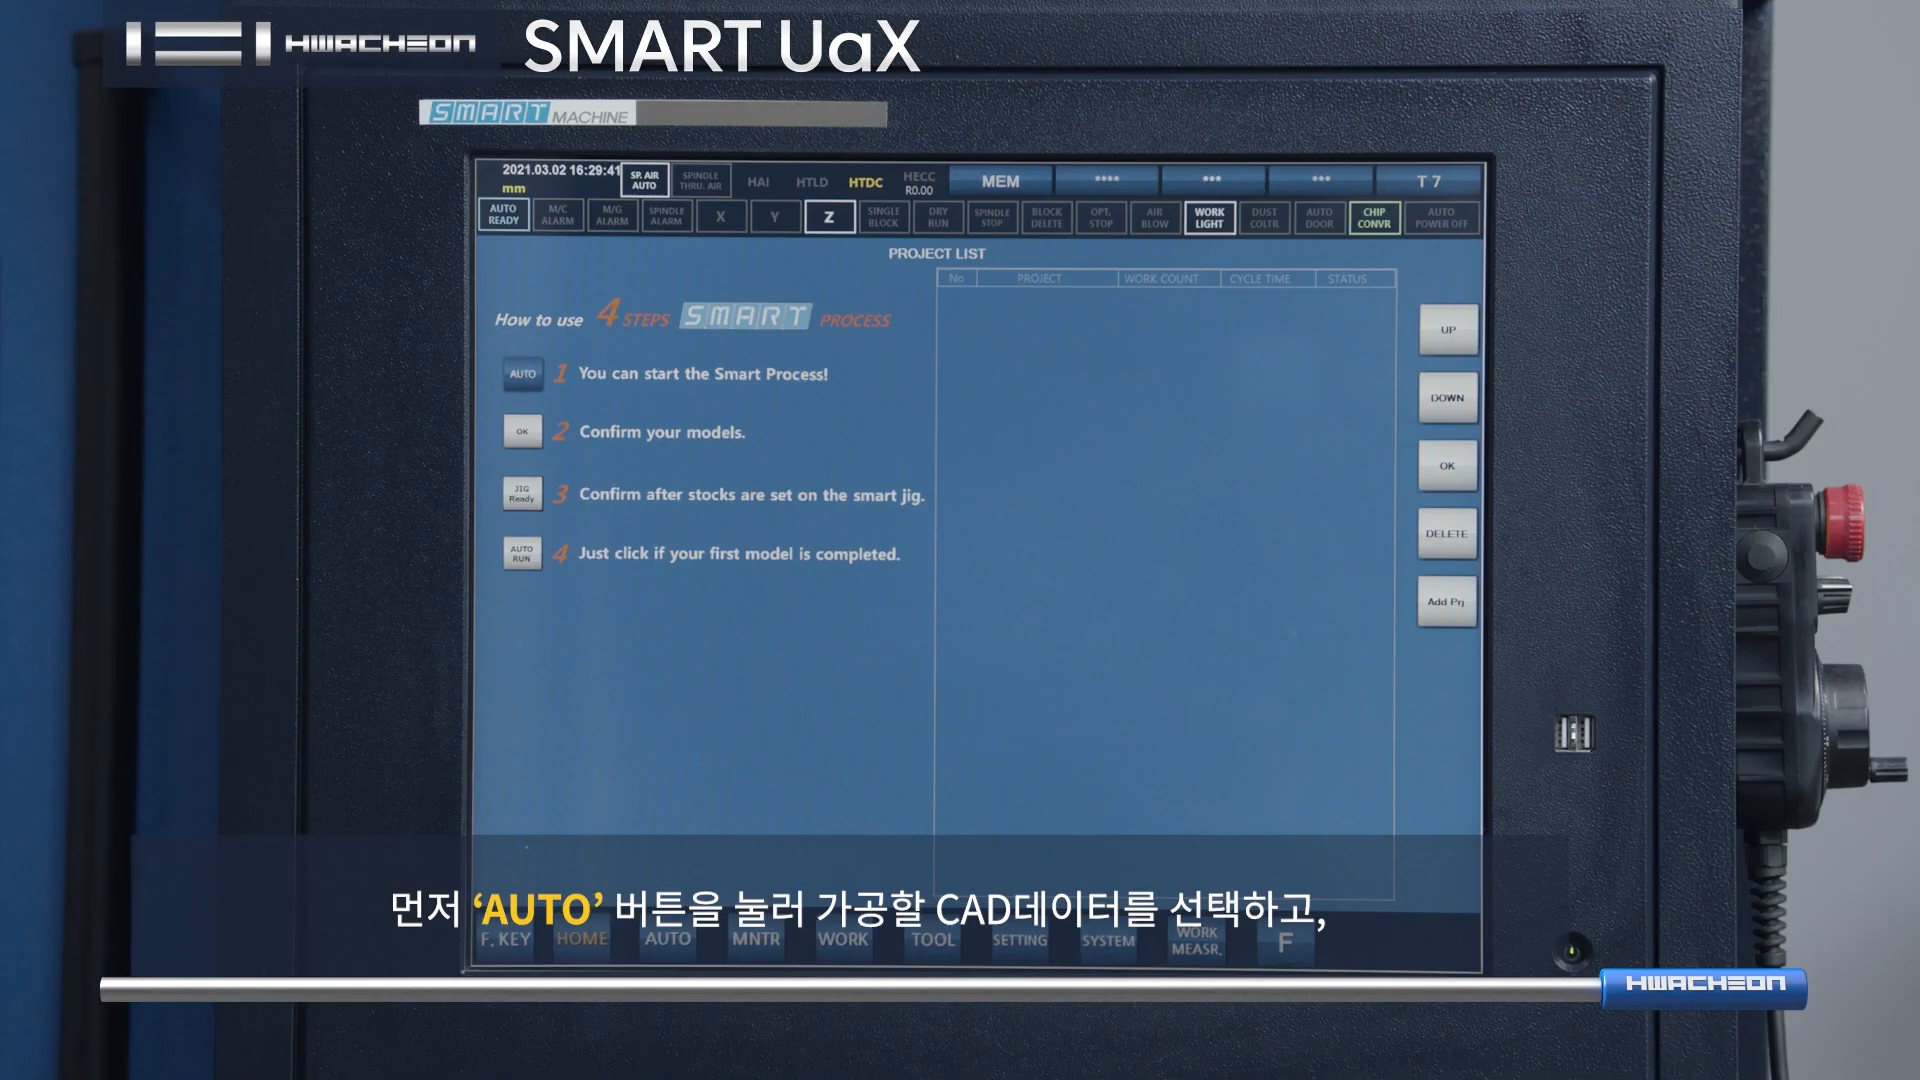 HWACHEON SMART UaX
SMART MACHINE
2021.03.02 16:29:41
mm
SP. AIR
AUTO
SPINDLE
THRU. AIR
HAI
HTLD
HTDC
HECC
R0.00
MEM
****
***
***
T 7
AUTO
READY
M/C
ALARM
M/G
ALARM
SPINDLE
ALARM
X
Y
Z
SINGLE
BLOCK
DRY
RUN
SPINDLE
STOP
BLOCK
DELETE
OPT.
STOP
AIR
BLOW
WORK
LIGHT
DUST
COLTR
AUTO
DOOR
CHIP
CONVR
AUTO
POWER OFF
PROJECT LIST
No PROJECT WORK COUNT CYCLE TIME STATUS
How to use 4 STEPS SMART PROCESS
AUTO 1 You can start the Smart Process!
OK 2 Confirm your models.
JIG
Ready
3 Confirm after stocks are set on the smart jig.
AUTO
RUN
4 Just click if your first model is completed.
UP
DOWN
OK
DELETE
Add Prj
먼저 ‘AUTO’ 버튼을 눌러 가공할 CAD데이터를 선택하고,
F. KEY HOME AUTO MNTR WORK TOOL SETTING SYSTEM
WORK
MEASR.
F
HWACHEON